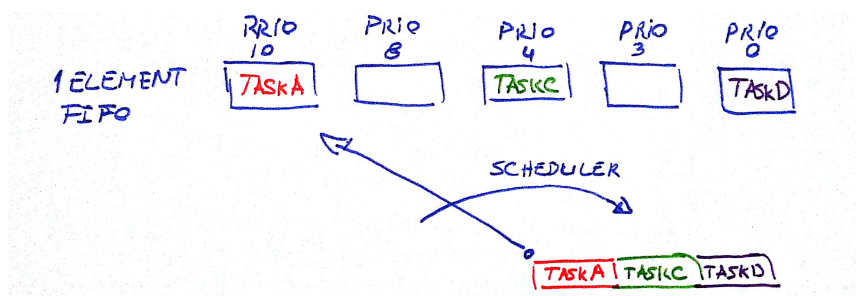 PRIO PRIO PRIO PRIO PRIO
10 8 4 3 0
1 ELEMENT
FIFO
TASKA TASKC TASKD
SCHEDULER
TASKA TASKC TASKD